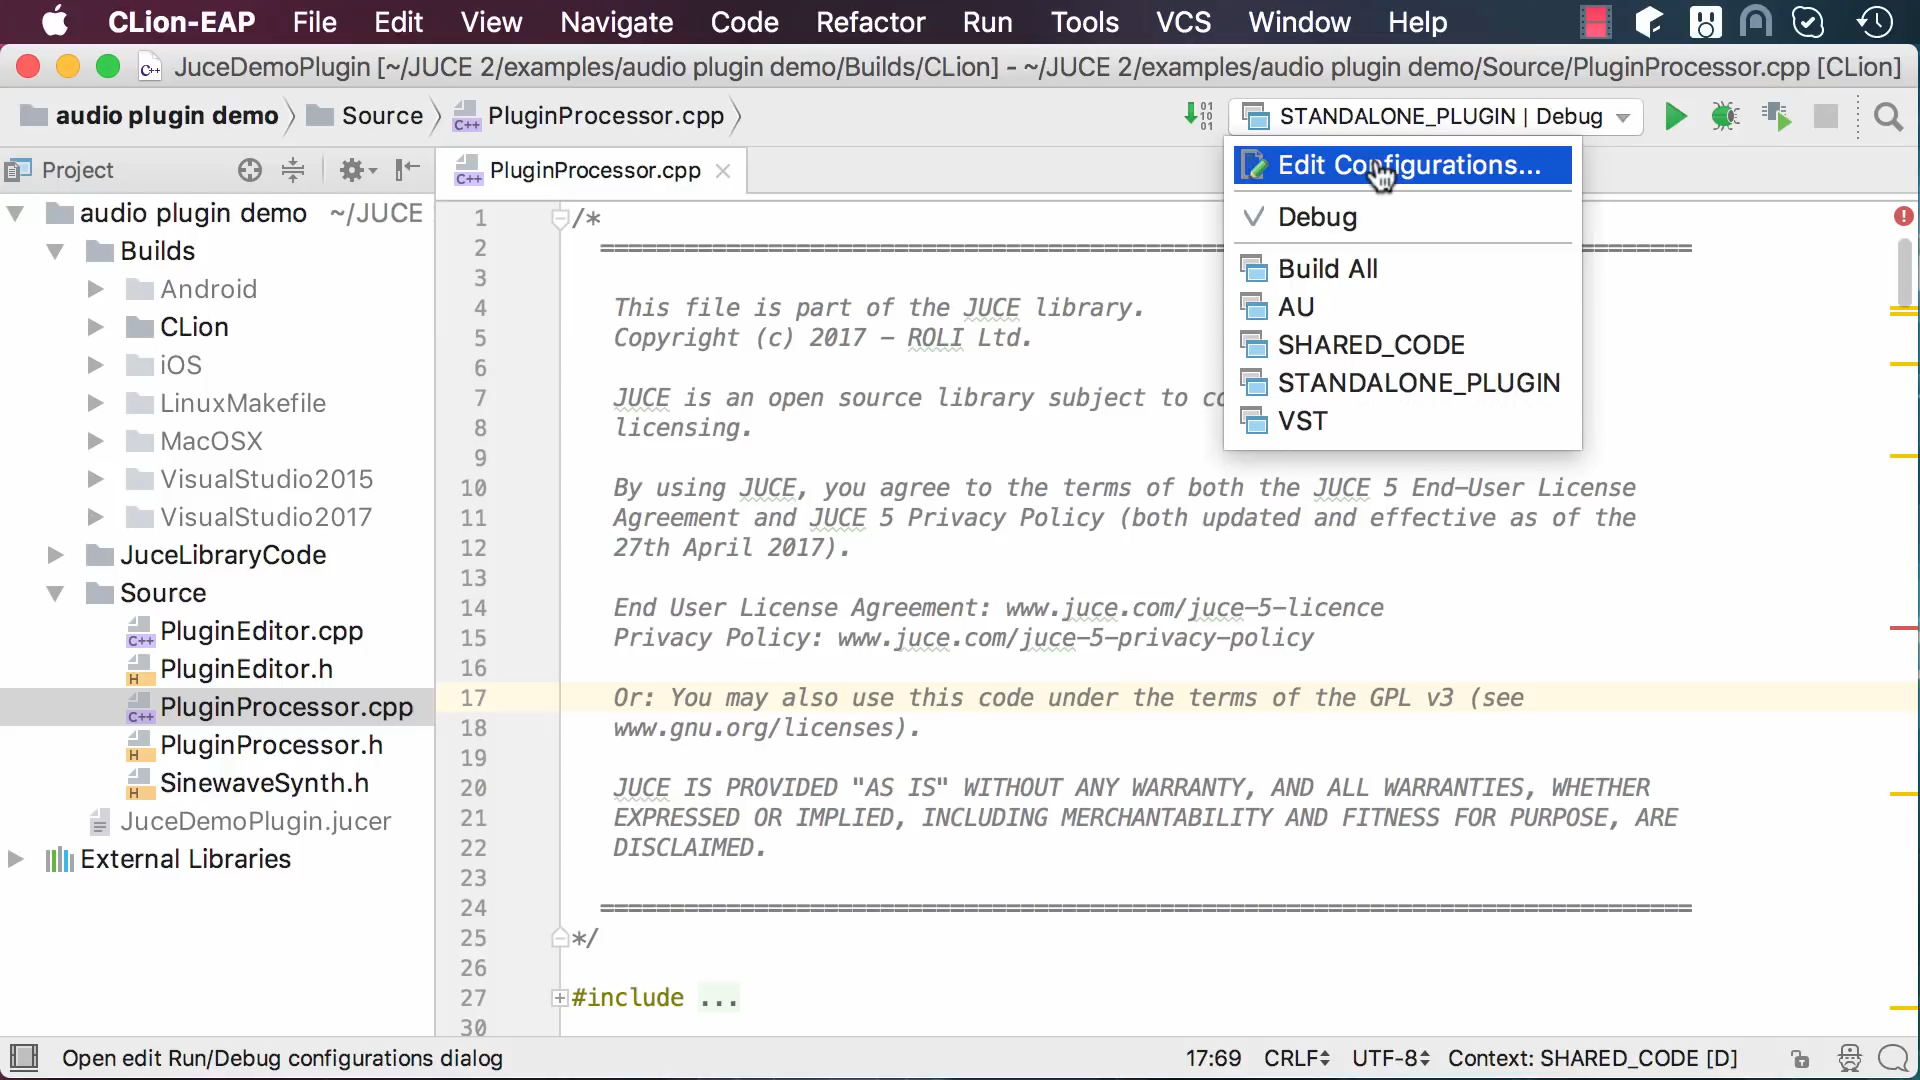 CLion-EAP File Edit View Navigate Code Refactor Run Tools VCS Window Help
JuceDemoPlugin [~/JUCE 2/examples/audio plugin demo/Builds/CLion] - ~/JUCE 2/examples/audio plugin demo/Source/PluginProcessor.cpp [CLion]
audio plugin demo Source PluginProcessor.cpp STANDALONE_PLUGIN | Debug
Project PluginProcessor.cpp
Edit Configurations...
Debug
Build All
AU
SHARED_CODE
STANDALONE_PLUGIN
VST
audio plugin demo ~/JUCE
Builds
Android
CLion
iOS
LinuxMakefile
MacOSX
VisualStudio2015
VisualStudio2017
JuceLibraryCode
Source
PluginEditor.cpp
PluginEditor.h
PluginProcessor.cpp
PluginProcessor.h
SinewaveSynth.h
JuceDemoPlugin.jucer
External Libraries
1 /*
2 ==============================================================================
3
4 This file is part of the JUCE library.
5 Copyright (c) 2017 - ROLI Ltd.
6
7 JUCE is an open source library subject to co
8 licensing.
9
10 By using JUCE, you agree to the terms of both the JUCE 5 End-User License
11 Agreement and JUCE 5 Privacy Policy (both updated and effective as of the
12 27th April 2017).
13
14 End User License Agreement: www.juce.com/juce-5-licence
15 Privacy Policy: www.juce.com/juce-5-privacy-policy
16
17 Or: You may also use this code under the terms of the GPL v3 (see
18 www.gnu.org/licenses).
19
20 JUCE IS PROVIDED "AS IS" WITHOUT ANY WARRANTY, AND ALL WARRANTIES, WHETHER
21 EXPRESSED OR IMPLIED, INCLUDING MERCHANTABILITY AND FITNESS FOR PURPOSE, ARE
22 DISCLAIMED.
23
24 ==============================================================================
25 */
26
27 #include ...
30
Open edit Run/Debug configurations dialog 17:69 CRLF UTF-8 Context: SHARED_CODE [D]